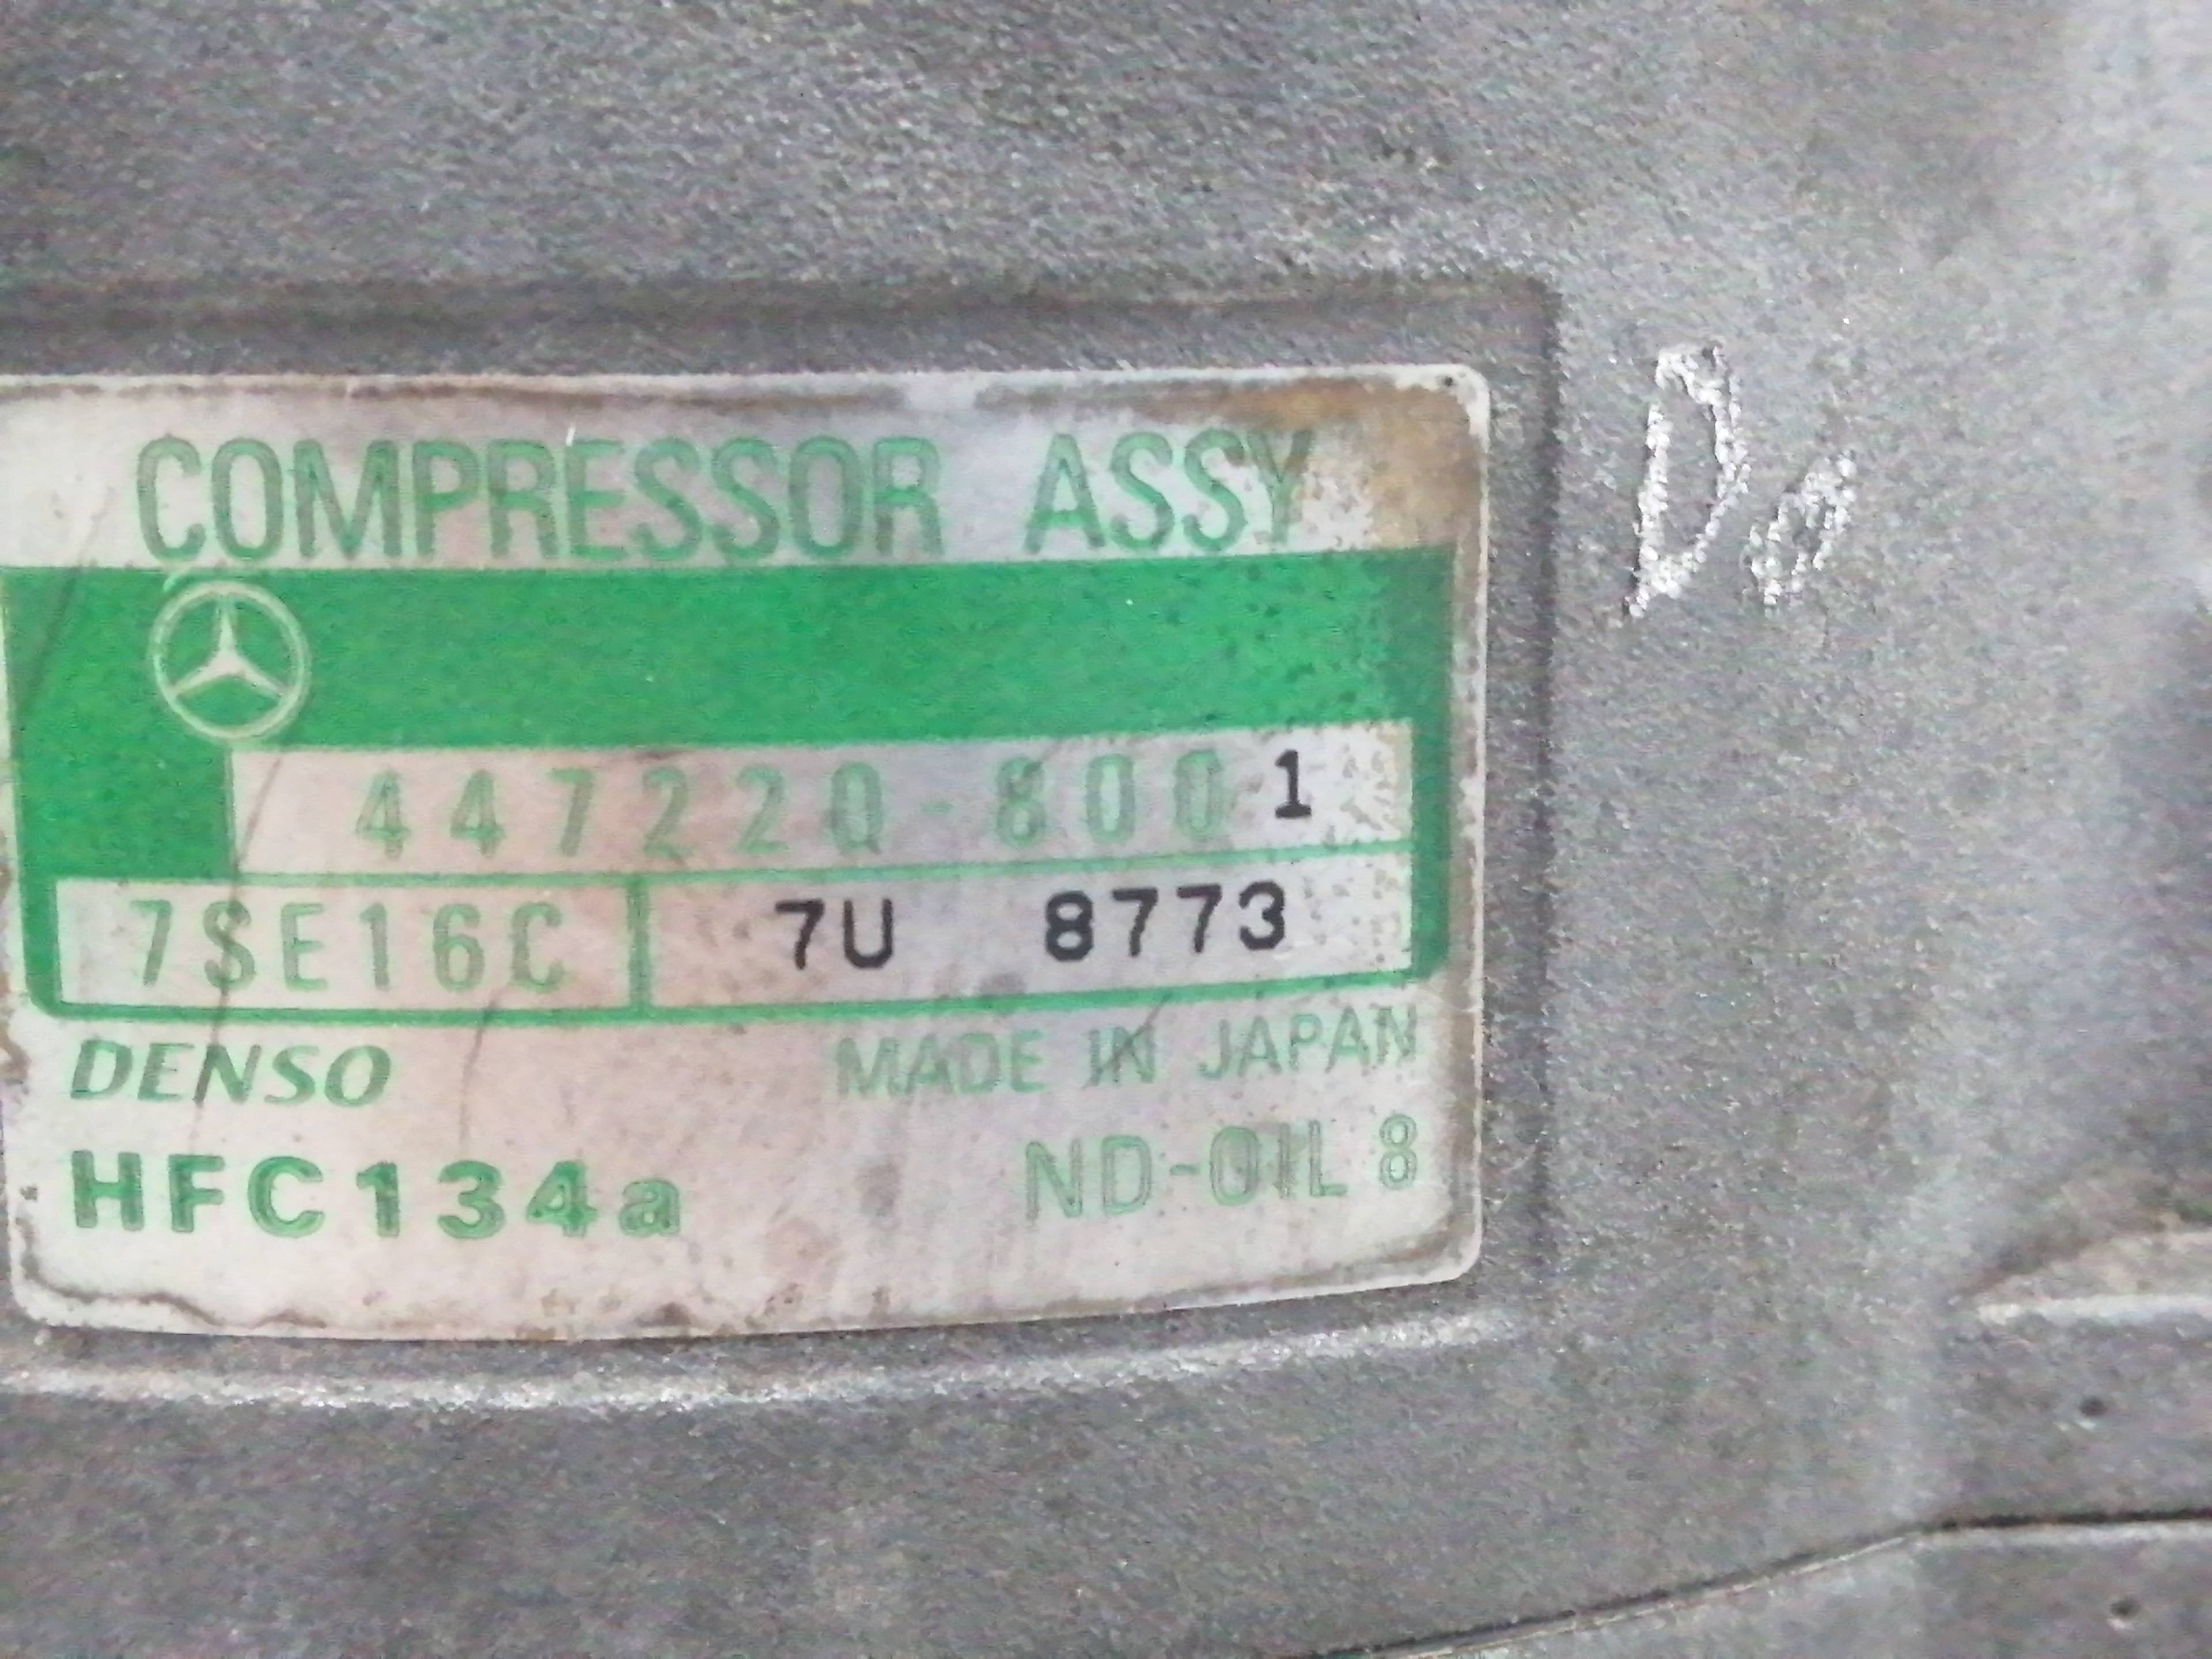 COMPRESSOR ASSY
447220-8001
7SE16C 7U 8773
DENSO MADE IN JAPAN
HFC134a ND-OIL 8